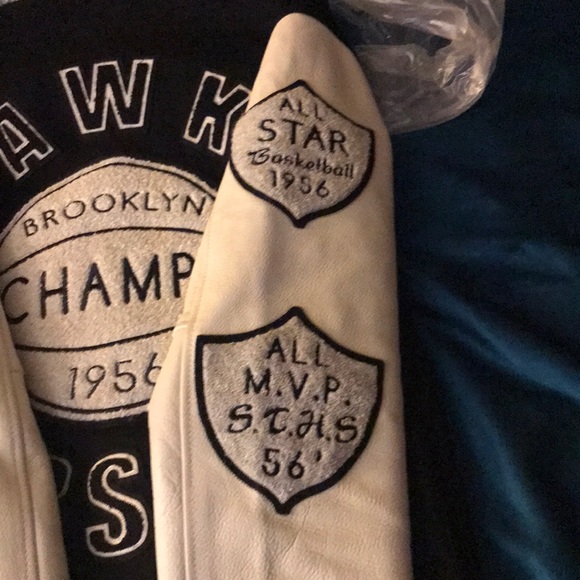 AWK
BROOKLYN
CHAMP
1956
'S
ALL
STAR
Basketball
1956
ALL
M.V.P.
S.T.H.S
56'